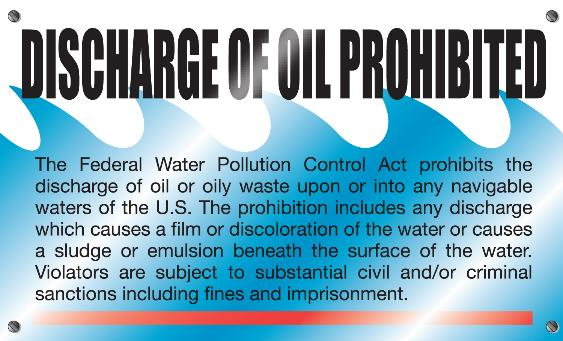 DISCHARGE OF OIL PROHIBITED
The Federal Water Pollution Control Act prohibits the
discharge of oil or oily waste upon or into any navigable
waters of the U.S. The prohibition includes any discharge
which causes a film or discoloration of the water or causes
a sludge or emulsion beneath the surface of the water.
Violators are subject to substantial civil and/or criminal
sanctions including fines and imprisonment.